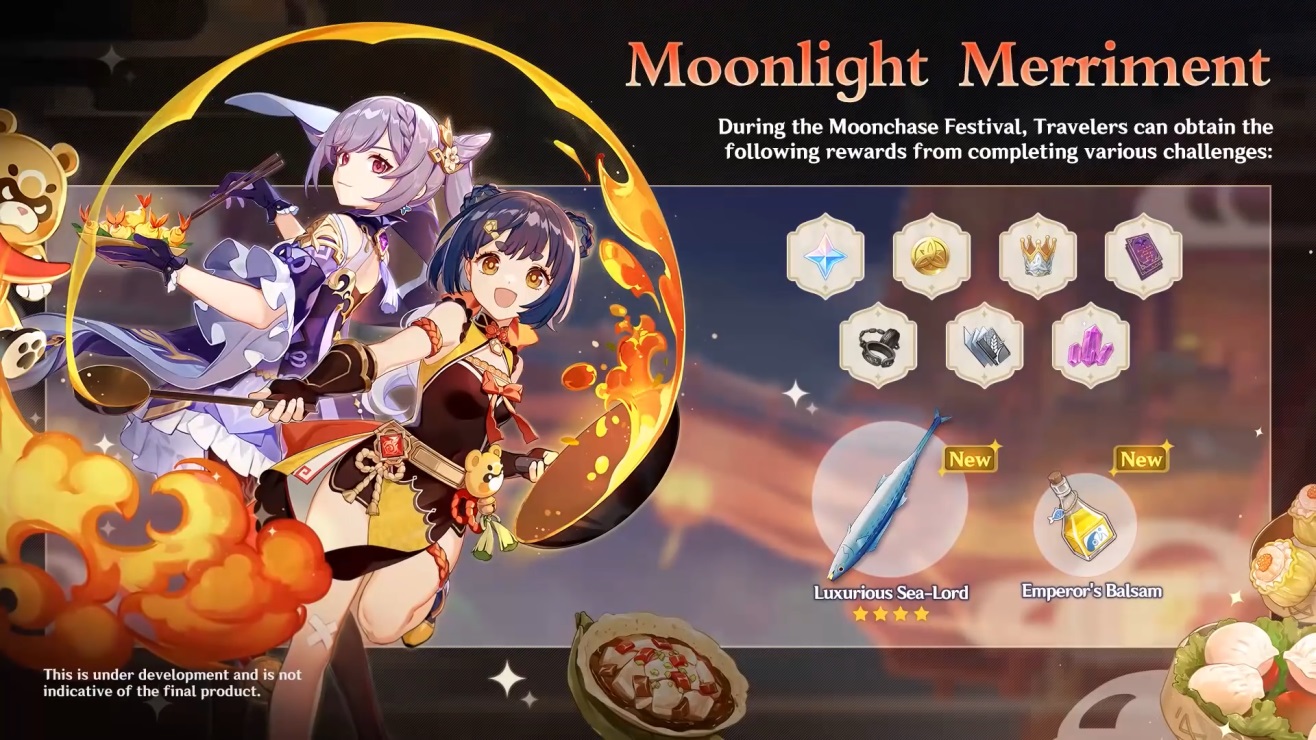 Moonlight Merriment
During the Moonchase Festival, Travelers can obtain the
following rewards from completing various challenges:
New
New
Luxurious Sea-Lord
Emperor's Balsam
This is under development and is not
indicative of the final product.